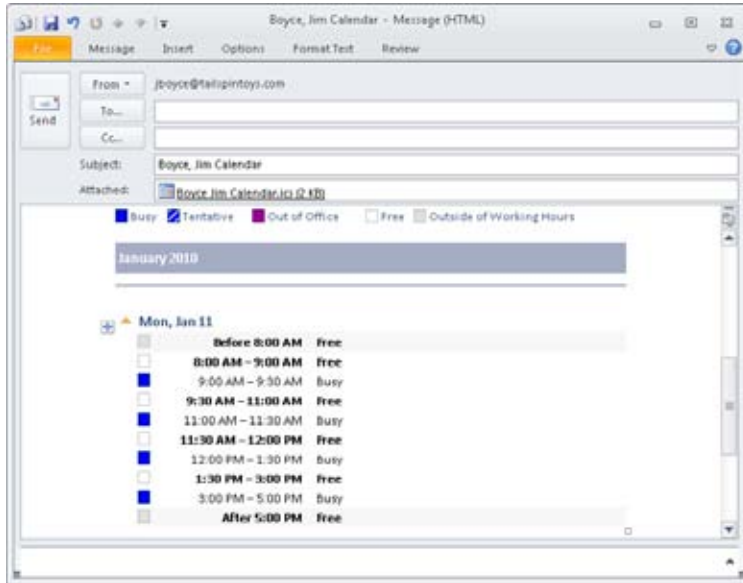 Boyce, Jim Calendar - Message (HTML)
File Message Insert Options Format Text Review
Send
From jboyce@tailspintoys.com
To...
Cc...
Subject: Boyce, Jim Calendar
Attached: Boyce Jim Calendar.ics (2 KB)
Busy Tentative Out of Office Free Outside of Working Hours
January 2010
Mon, Jan 11
Before 8:00 AM Free
8:00 AM – 9:00 AM Free
9:00 AM – 9:30 AM Busy
9:30 AM – 11:00 AM Free
11:00 AM – 11:30 AM Busy
11:30 AM – 12:00 PM Free
12:00 PM – 1:30 PM Busy
1:30 PM – 3:00 PM Free
3:00 PM – 5:00 PM Busy
After 5:00 PM Free